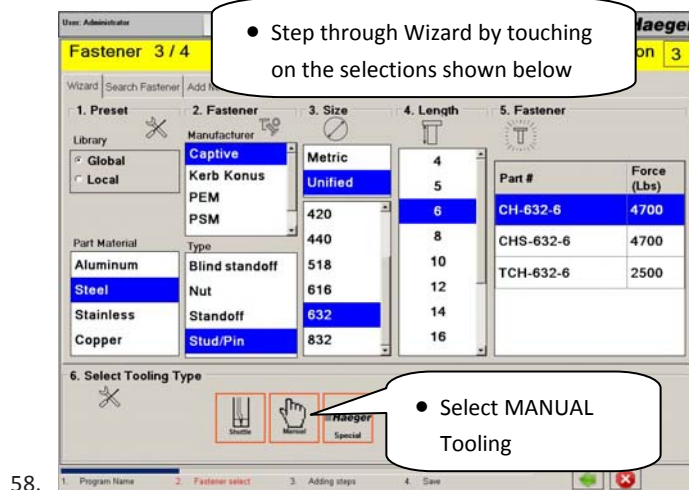 User: Administrator
Haeger
• Step through Wizard by touching
on the selections shown below
Fastener 3 / 4
on 3
Wizard Search Fastener Add
1. Preset
Library
Global
Local
Part Material
Aluminum
Steel
Stainless
Copper
2. Fastener
Manufacturer
Captive
Kerb Konus
PEM
PSM
Type
Blind standoff
Nut
Standoff
Stud/Pin
3. Size
Metric
Unified
420
440
518
616
632
832
4. Length
4
5
6
8
10
12
14
16
5. Fastener
Part # Force (Lbs)
CH-632-6 4700
CHS-632-6 4700
TCH-632-6 2500
6. Select Tooling Type
Shuttle
Manual
Haeger
Special
• Select MANUAL
Tooling
58.
1. Program Name 2. Fastener select 3. Adding steps 4. Save